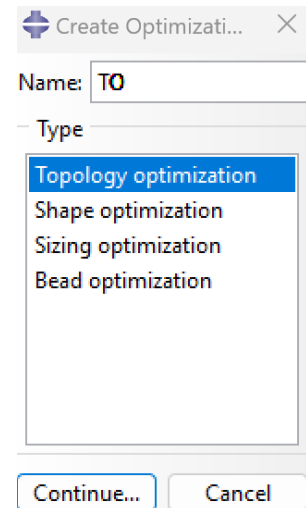 Create Optimizati...
Name: TO
Type
Topology optimization
Shape optimization
Sizing optimization
Bead optimization
Continue... Cancel